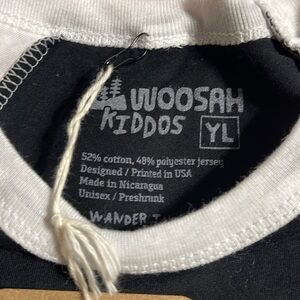 WOOSAH
KIDDOS
YL
52% cotton, 48% polyester jersey
Designed / Printed in USA
Made in Nicaragua
Unisex / Preshrunk
WANDER